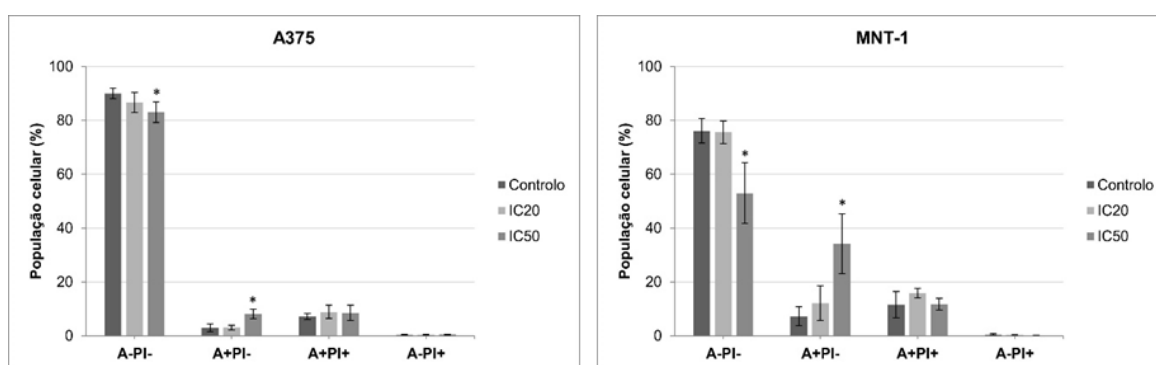 A375
100
80
60
40
20
0
População celular (%)
A-PI-
A+PI-
A+PI+
A-PI+
*
*
Controlo
IC20
IC50
MNT-1
100
80
60
40
20
0
População celular (%)
A-PI-
A+PI-
A+PI+
A-PI+
*
*
Controlo
IC20
IC50